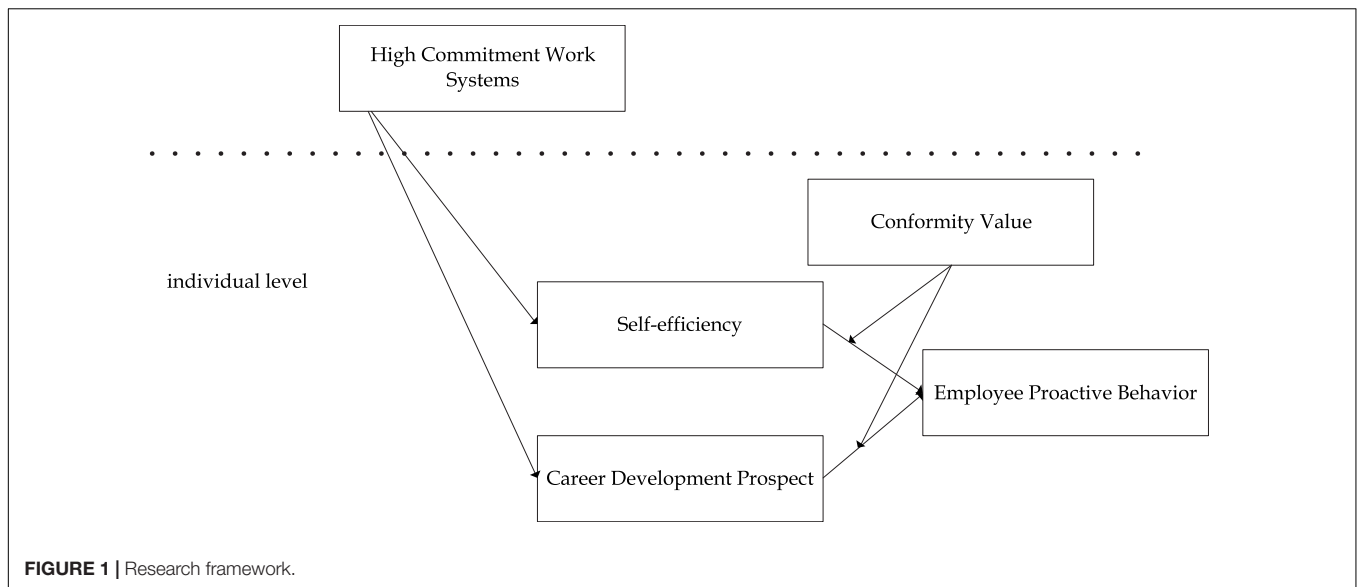 High Commitment Work
Systems
Conformity Value
individual level
Self-efficiency
Employee Proactive Behavior
Career Development Prospect
FIGURE 1 | Research framework.